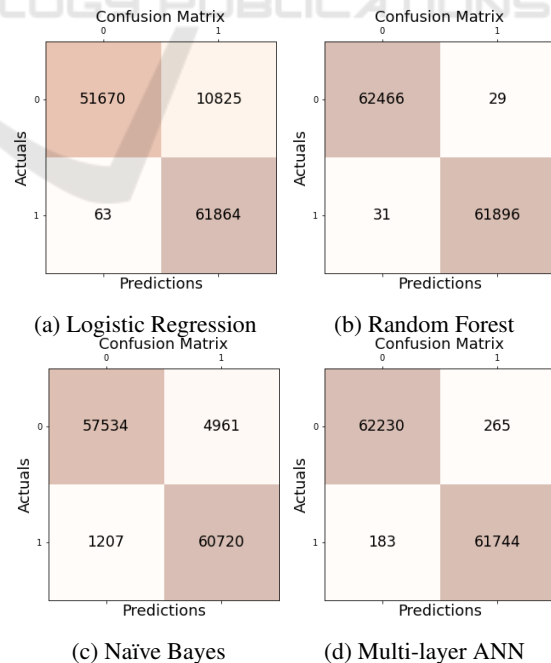 Confusion Matrix Confusion Matrix
0 1 0 1
0 51670 10825 0 62466 29
Actuals Actuals
1 63 61864 1 31 61896
Predictions Predictions
(a) Logistic Regression (b) Random Forest
Confusion Matrix Confusion Matrix
0 1 0 1
0 57534 4961 0 62230 265
Actuals Actuals
1 1207 60720 1 183 61744
Predictions Predictions
(c) Naïve Bayes (d) Multi-layer ANN